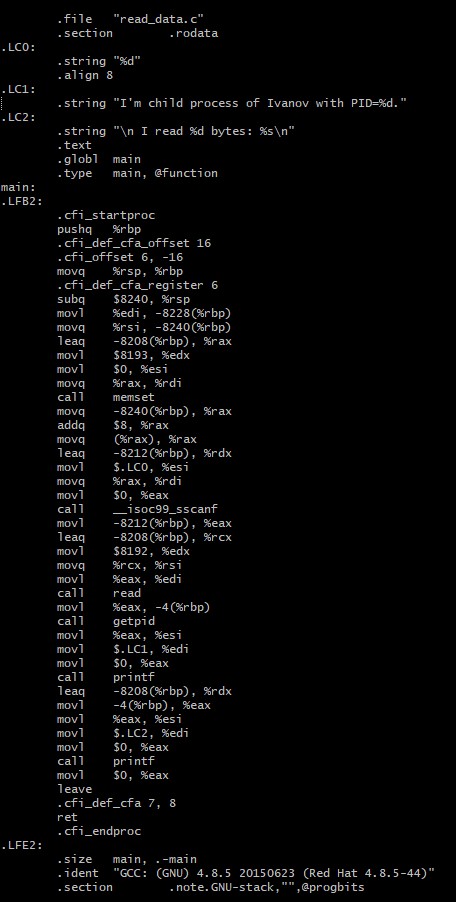 .file "read_data.c"
.section .rodata
.LC0:
.string "%d"
.align 8
.LC1:
.string "I'm child process of Ivanov with PID=%d."
.LC2:
.string "\n I read %d bytes: %s\n"
.text
.globl main
.type main, @function
main:
.LFB2:
.cfi_startproc
pushq %rbp
.cfi_def_cfa_offset 16
.cfi_offset 6, -16
movq %rsp, %rbp
.cfi_def_cfa_register 6
subq $8240, %rsp
movl %edi, -8228(%rbp)
movq %rsi, -8240(%rbp)
leaq -8208(%rbp), %rax
movl $8193, %edx
movl $0, %esi
movq %rax, %rdi
call memset
movq -8240(%rbp), %rax
addq $8, %rax
movq (%rax), %rax
leaq -8212(%rbp), %rdx
movl $.LC0, %esi
movq %rax, %rdi
movl $0, %eax
call __isoc99_sscanf
movl -8212(%rbp), %eax
leaq -8208(%rbp), %rcx
movl $8192, %edx
movq %rcx, %rsi
movl %eax, %edi
call read
movl %eax, -4(%rbp)
call getpid
movl %eax, %esi
movl $.LC1, %edi
movl $0, %eax
call printf
leaq -8208(%rbp), %rdx
movl -4(%rbp), %eax
movl %eax, %esi
movl $.LC2, %edi
movl $0, %eax
call printf
movl $0, %eax
leave
.cfi_def_cfa 7, 8
ret
.cfi_endproc
.LFE2:
.size main, .-main
.ident "GCC: (GNU) 4.8.5 20150623 (Red Hat 4.8.5-44)"
.section .note.GNU-stack,"",@progbits